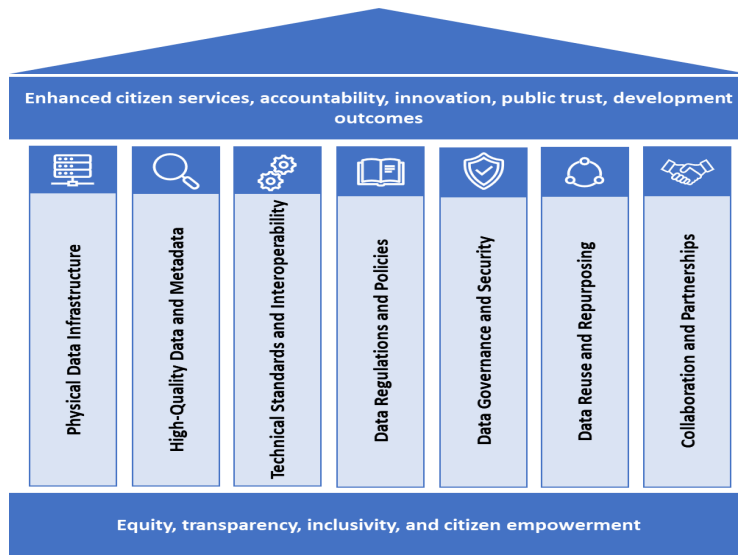 Enhanced citizen services, accountability, innovation, public trust, development
outcomes
Physical Data Infrastructure
High-Quality Data and Metadata
Technical Standards and Interoperability
Data Regulations and Policies
Data Governance and Security
Data Reuse and Repurposing
Collaboration and Partnerships
Equity, transparency, inclusivity, and citizen empowerment